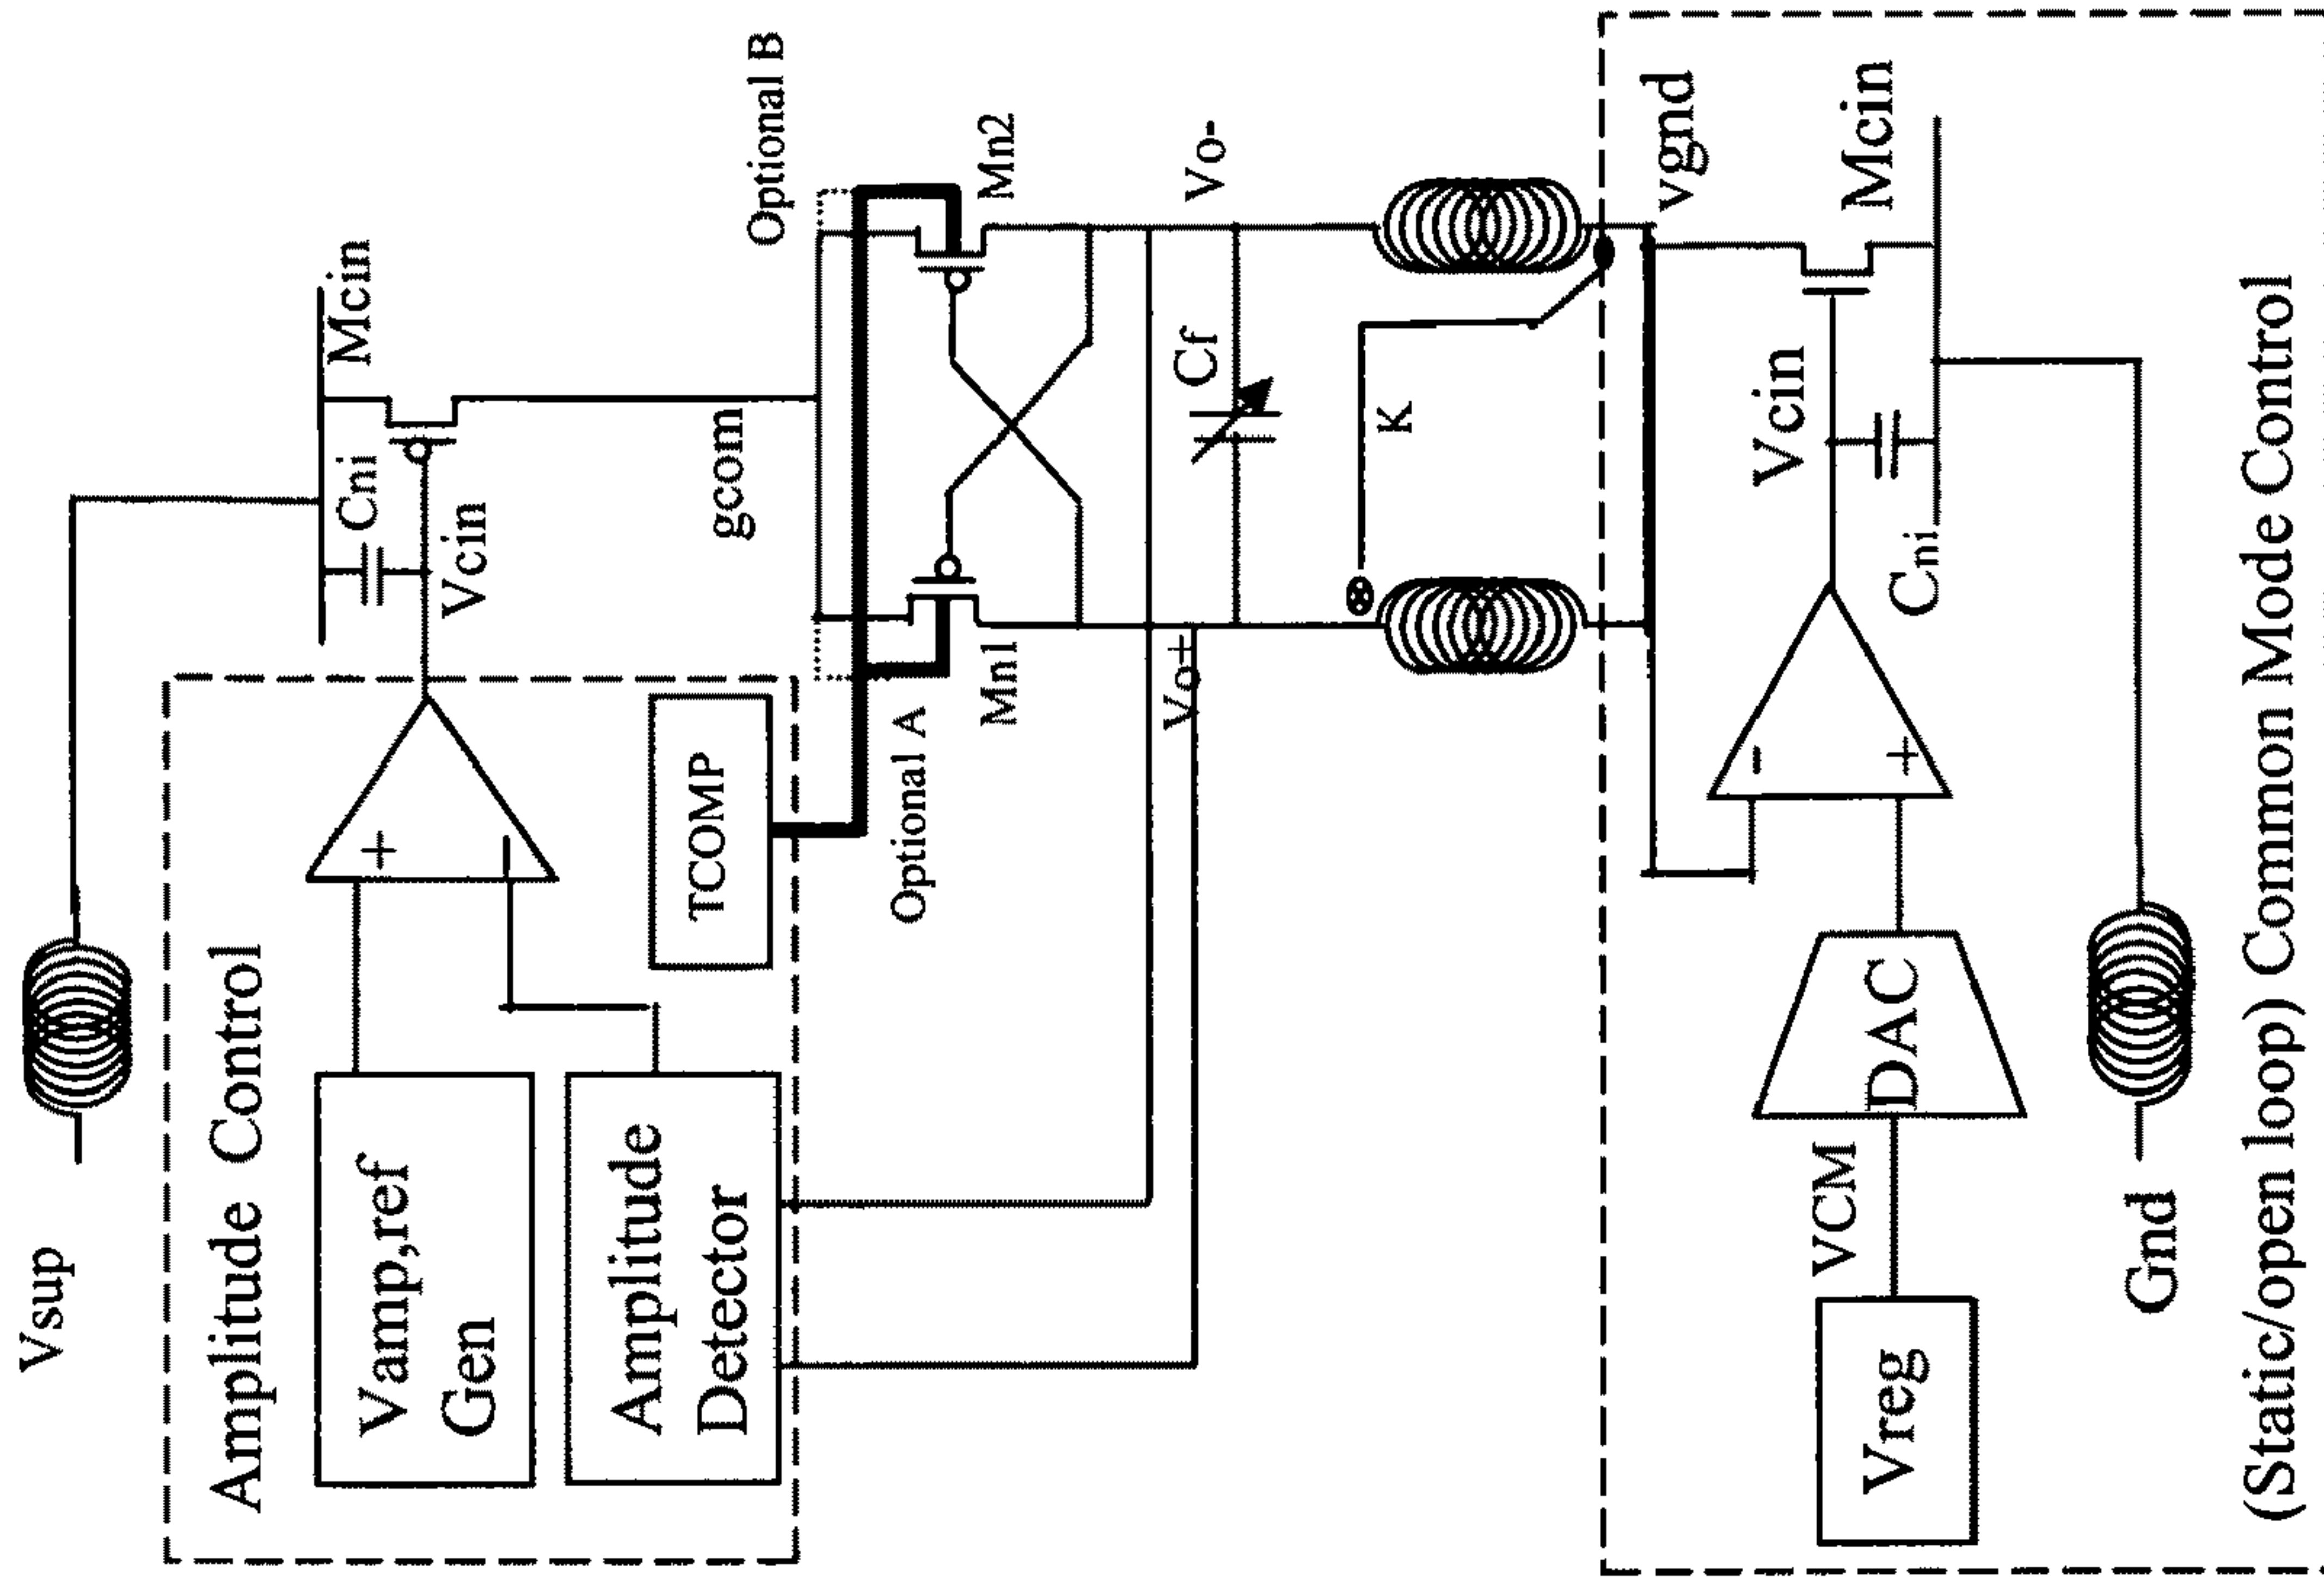 Vsup
Amplitude Control
Vamp,ref
Gen
+
−
Amplitude
Detector
TCOMP
Cni
Vcin
Mcin
gcom
Optional A
Optional B
Mn1
Mn2
Vo+
Vo-
Cf
K
vgnd
Vreg
VCM
DAC
-
+
Vcin
Cni
Mcin
Gnd
(Static/open loop) Common Mode Control